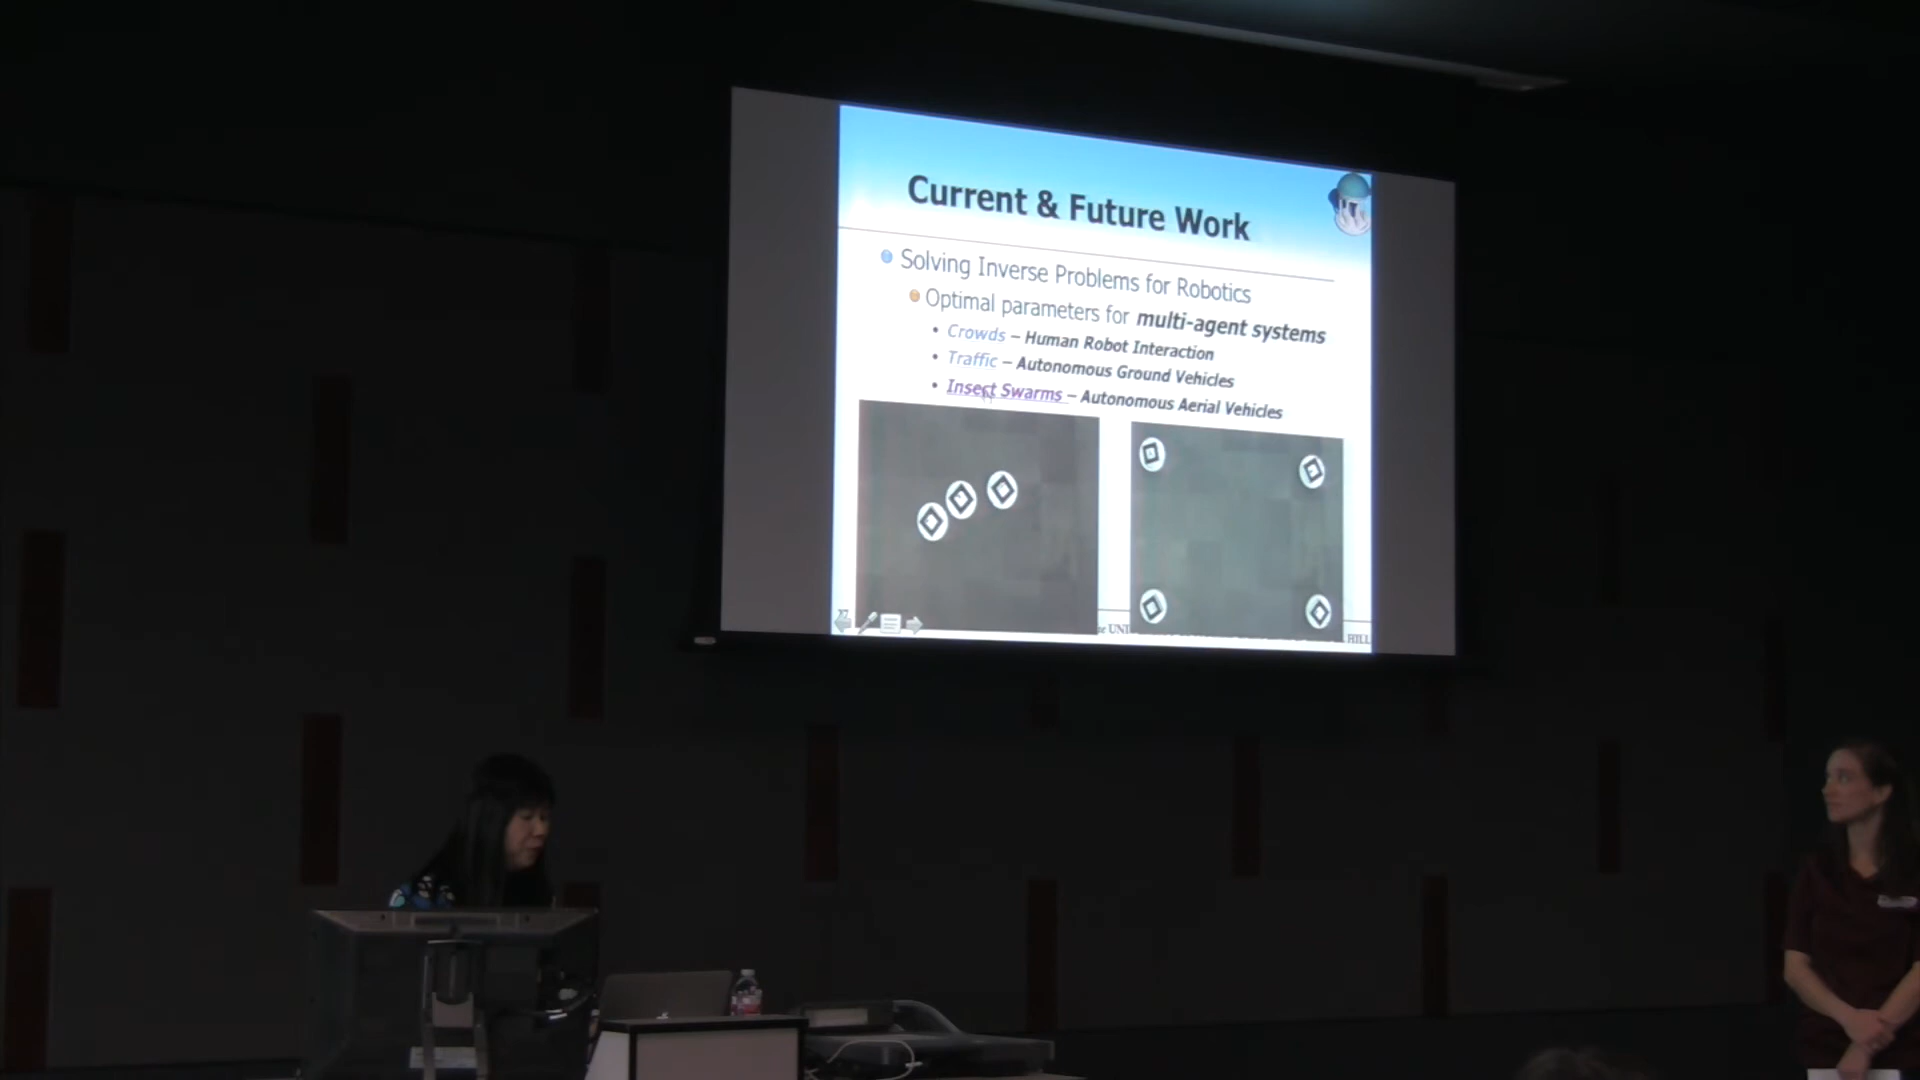 Current & Future Work
Solving Inverse Problems for Robotics
Optimal parameters for multi-agent systems
• Crowds – Human Robot Interaction
• Traffic – Autonomous Ground Vehicles
• Insect Swarms – Autonomous Aerial Vehicles
HILL